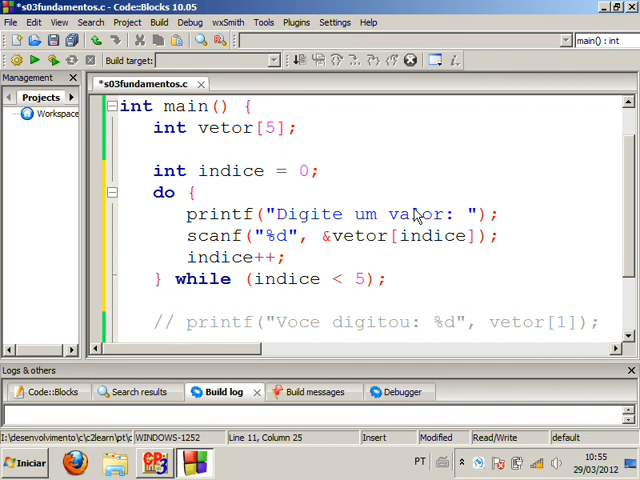 *s03fundamentos.c - Code::Blocks 10.05
File Edit View Search Project Build Debug wxSmith Tools Plugins Settings Help
main() : int
Build target:
Management
*s03fundamentos.c
Projects
Workspace
int main() {
int vetor[5];
int indice = 0;
do {
printf("Digite um valor: ");
scanf("%d", &vetor[indice]);
indice++;
} while (indice < 5);
// printf("Voce digitou: %d", vetor[1]);
Logs & others
Code::Blocks Search results Build log Build messages Debugger
I:\desenvolvimento\c\c2learn\pt\c WINDOWS-1252 Line 11, Column 25 Insert Modified Read/Write default
Iniciar PT 10:55
29/03/2012